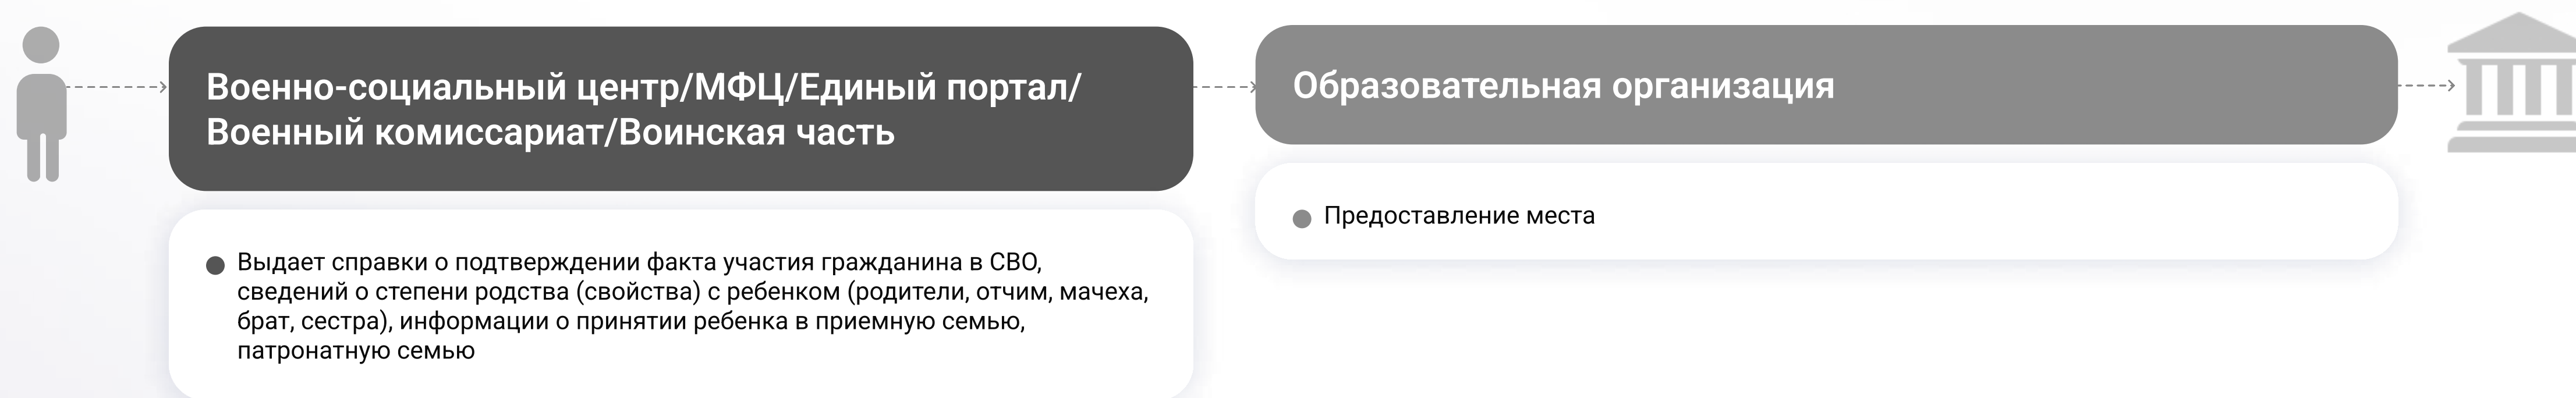 Военно-социальный центр/МФЦ/Единый портал/
Военный комиссариат/Воинская часть
Выдает справки о подтверждении факта участия гражданина в СВО,
сведений о степени родства (свойства) с ребенком (родители, отчим, мачеха,
брат, сестра), информации о принятии ребенка в приемную семью,
патронатную семью
Образовательная организация
Предоставление места